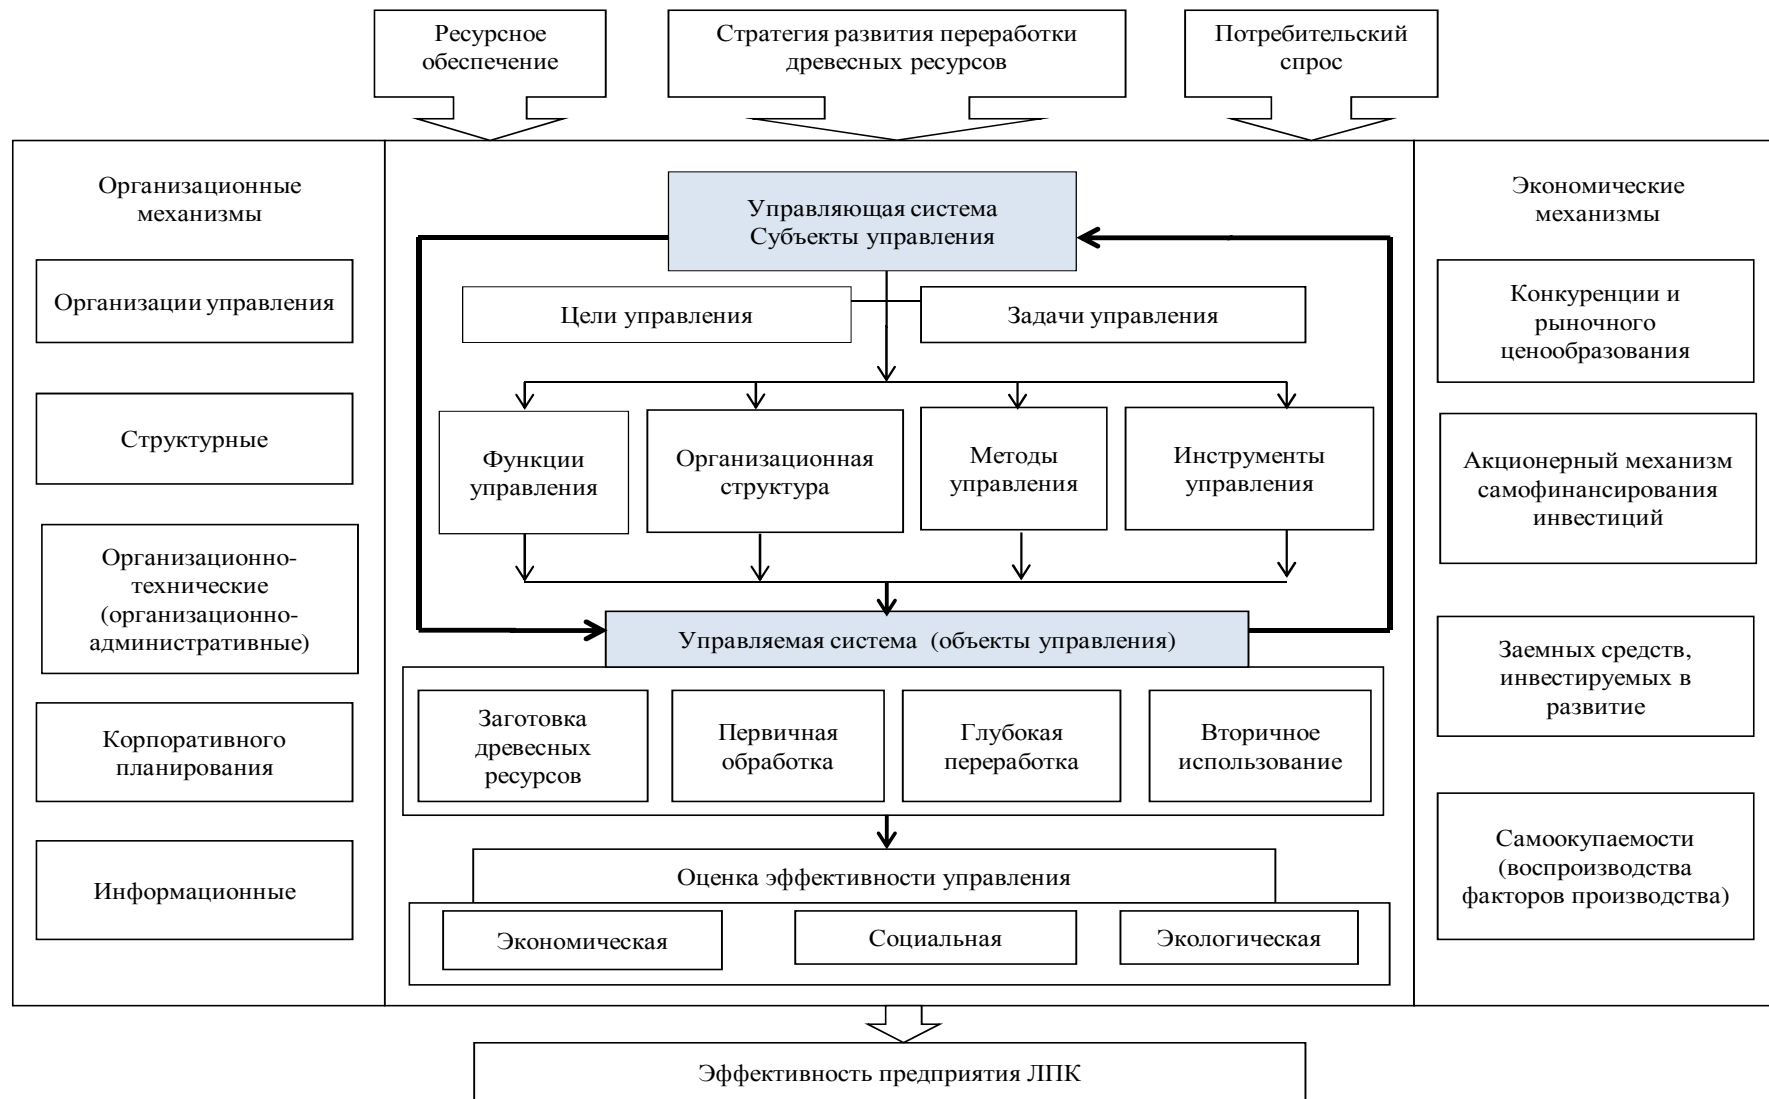 Ресурсное
обеспечение
Стратегия развития переработки
древесных ресурсов
Потребительский
спрос
Организационные
механизмы
Организации управления
Структурные
Организационно-
технические
(организационно-
административные)
Корпоративного
планирования
Информационные
Управляющая система
Субъекты управления
Цели управления
Задачи управления
Функции
управления
Организационная
структура
Методы
управления
Инструменты
управления
Управляемая система (объекты управления)
Заготовка
древесных
ресурсов
Первичная
обработка
Глубокая
переработка
Вторичное
использование
Оценка эффективности управления
Экономическая
Социальная
Экологическая
Экономические
механизмы
Конкуренции и
рыночного
ценообразования
Акционерный механизм
самофинансирования
инвестиций
Заемных средств,
инвестируемых в
развитие
Самоокупаемости
(воспроизводства
факторов производства)
Эффективность предприятия ЛПК